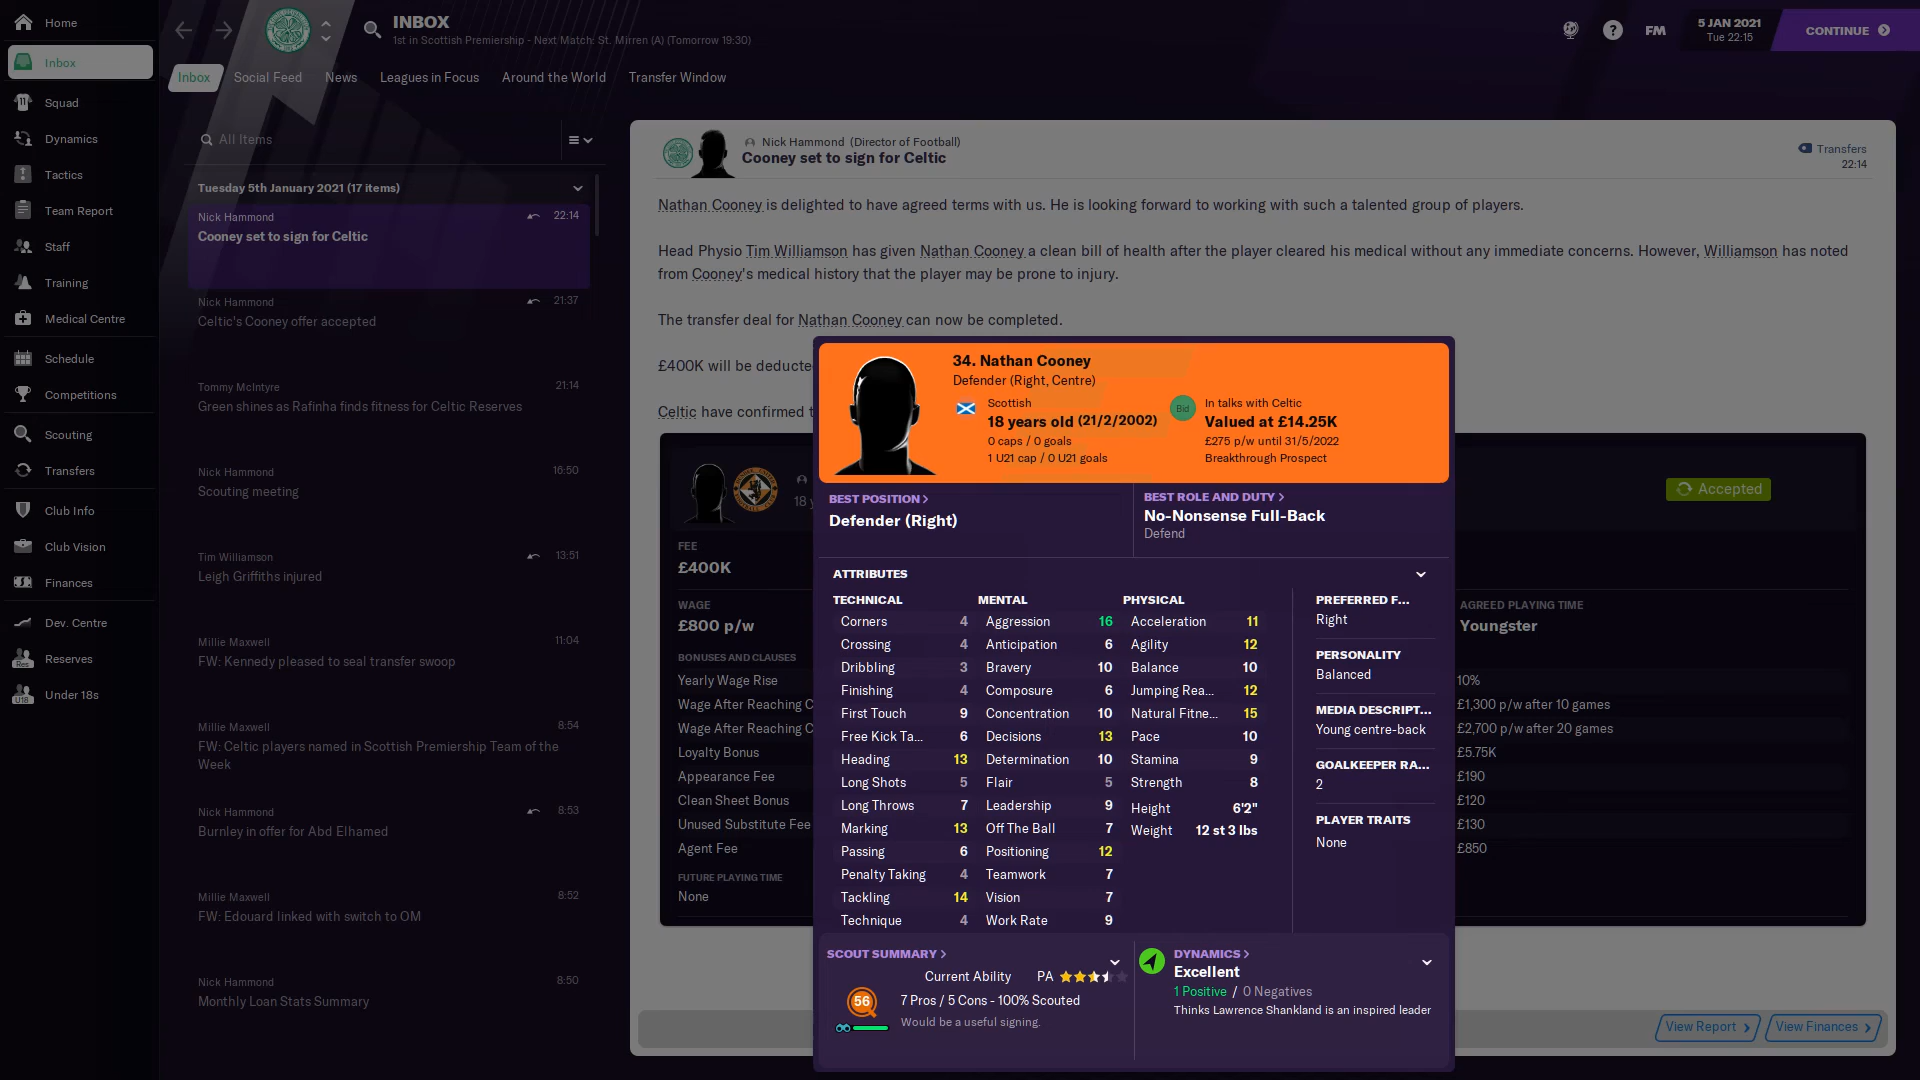 Home
Inbox
Squad
Dynamics
Tactics
Team Report
Staff
Training
Medical Centre
Schedule
Competitions
Scouting
Transfers
Club Info
Club Vision
Finances
Dev. Centre
Reserves
Under 18s
INBOX
1st in Scottish Premiership - Next Match: St. Mirren (A) (Tomorrow 19:30)
FM
5 JAN 2021
Tue 22:15
CONTINUE
Inbox Social Feed News Leagues in Focus Around the World Transfer Window
All Items
Tuesday 5th January 2021 (17 items)
Nick Hammond 22:14
Cooney set to sign for Celtic
Nick Hammond 21:37
Celtic's Cooney offer accepted
Tommy McIntyre 21:14
Green shines as Rafinha finds fitness for Celtic Reserves
Nick Hammond 16:50
Scouting meeting
Tim Williamson 13:51
Leigh Griffiths injured
Millie Maxwell 11:04
FW: Kennedy pleased to seal transfer swoop
Millie Maxwell 8:54
FW: Celtic players named in Scottish Premiership Team of the
Week
Nick Hammond 8:53
Burnley in offer for Abd Elhamed
Millie Maxwell 8:52
FW: Edouard linked with switch to OM
Nick Hammond 8:50
Monthly Loan Stats Summary
Nick Hammond (Director of Football)
Cooney set to sign for Celtic
Transfers
22:14
Nathan Cooney is delighted to have agreed terms with us. He is looking forward to working with such a talented group of players.
Head Physio Tim Williamson has given Nathan Cooney a clean bill of health after the player cleared his medical without any immediate concerns. However, Williamson has noted
from Cooney's medical history that the player may be prone to injury.
The transfer deal for Nathan Cooney can now be completed.
£400K will be deducte
Celtic have confirmed t
18 y
Accepted
FEE
£400K
WAGE
£800 p/w
AGREED PLAYING TIME
Youngster
BONUSES AND CLAUSES
Yearly Wage Rise 10%
Wage After Reaching C £1,300 p/w after 10 games
Wage After Reaching C £2,700 p/w after 20 games
Loyalty Bonus £5.75K
Appearance Fee £190
Clean Sheet Bonus £120
Unused Substitute Fee £130
Agent Fee £850
FUTURE PLAYING TIME
None
View Report
View Finances
34. Nathan Cooney
Defender (Right, Centre)
Scottish
18 years old (21/2/2002)
0 caps / 0 goals
1 U21 cap / 0 U21 goals
Bid
In talks with Celtic
Valued at £14.25K
£275 p/w until 31/5/2022
Breakthrough Prospect
BEST POSITION
Defender (Right)
BEST ROLE AND DUTY
No-Nonsense Full-Back
Defend
ATTRIBUTES
TECHNICAL
Corners 4
Crossing 4
Dribbling 3
Finishing 4
First Touch 9
Free Kick Ta... 6
Heading 13
Long Shots 5
Long Throws 7
Marking 13
Passing 6
Penalty Taking 4
Tackling 14
Technique 4
MENTAL
Aggression 16
Anticipation 6
Bravery 10
Composure 6
Concentration 10
Decisions 13
Determination 10
Flair 5
Leadership 9
Off The Ball 7
Positioning 12
Teamwork 7
Vision 7
Work Rate 9
PHYSICAL
Acceleration 11
Agility 12
Balance 10
Jumping Rea... 12
Natural Fitne... 15
Pace 10
Stamina 9
Strength 8
Height 6'2"
Weight 12 st 3 lbs
PREFERRED F...
Right
PERSONALITY
Balanced
MEDIA DESCRIPT...
Young centre-back
GOALKEEPER RA...
2
PLAYER TRAITS
None
SCOUT SUMMARY
Current Ability PA
56
7 Pros / 5 Cons - 100% Scouted
Would be a useful signing.
DYNAMICS
Excellent
1 Positive / 0 Negatives
Thinks Lawrence Shankland is an inspired leader